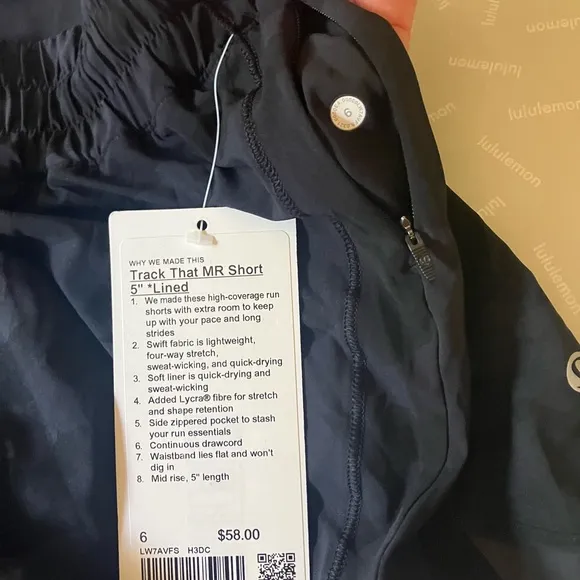 lululemon
lululemon
lululemon
lululemon
lululemon
lululemon
6
WHY WE MADE THIS
Track That MR Short
5" *Lined
1. We made these high-coverage run
shorts with extra room to keep
up with your pace and long
strides
2. Swift fabric is lightweight,
four-way stretch,
sweat-wicking, and quick-drying
3. Soft liner is quick-drying and
sweat-wicking
4. Added Lycra® fibre for stretch
and shape retention
5. Side zippered pocket to stash
your run essentials
6. Continuous drawcord
7. Waistband lies flat and won't
dig in
8. Mid rise, 5" length
6 $58.00
LW7AVFS H3DC